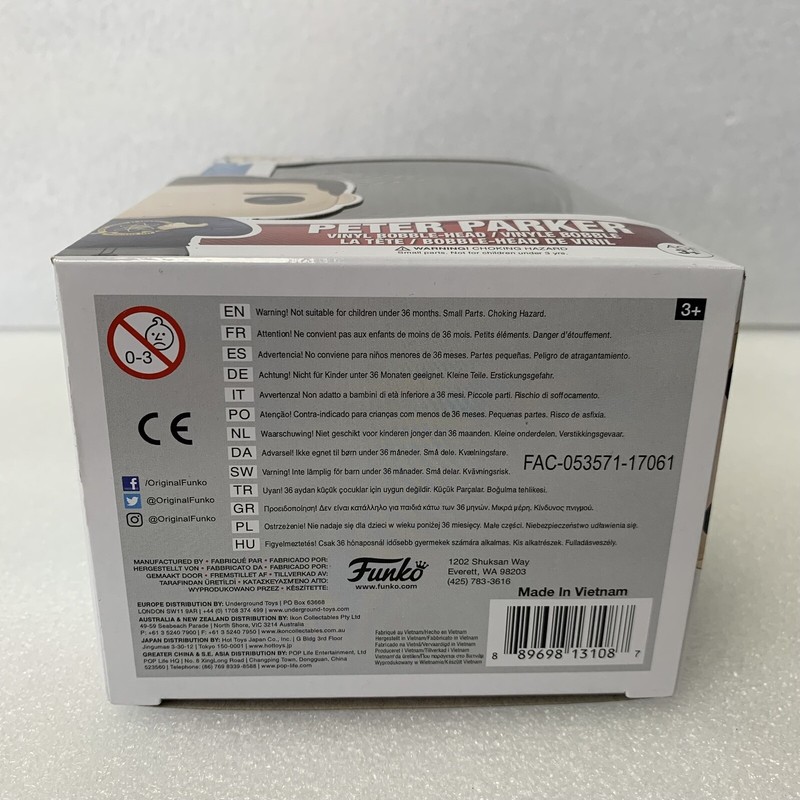 PETER PARKER
VINYL BOBBLE-HEAD / VINYLE BOBBLE
LA TÊTE / BOBBLE-HEAD DE VINIL
WARNING: CHOKING HAZARD
Small parts. Not for children under 3 yrs.
3+
0-3
EN Warning! Not suitable for children under 36 months. Small Parts. Choking Hazard.
FR Attention! Ne convient pas aux enfants de moins de 36 mois. Petits éléments. Danger d'étouffement.
ES Advertencia! No conviene para niños menores de 36 meses. Partes pequeñas. Peligro de atragantamiento.
DE Achtung! Nicht für Kinder unter 36 Monaten geeignet. Kleine Teile. Erstickungsgefahr.
IT Avvertenza! Non adatto a bambini di età inferiore a 36 mesi. Piccole parti. Rischio di soffocamento.
PO Atenção! Contra-indicado para crianças com menos de 36 meses. Pequenas partes. Risco de asfixia.
NL Waarschuwing! Niet geschikt voor kinderen jonger dan 36 maanden. Kleine onderdelen. Verstikkingsgevaar.
DA Advarsel! Ikke egnet til børn under 36 måneder. Små dele. Kvælningsfare.
SW Varning! Inte lämplig för barn under 36 månader. Små delar. Kvävningsrisk.
TR Uyarı! 36 aydan küçük çocuklar için uygun değildir. Küçük Parçalar. Boğulma tehlikesi.
GR Προειδοποίηση! Δεν είναι κατάλληλο για παιδιά κάτω των 36 μηνών. Μικρά μέρη. Κίνδυνος πνιγμού.
PL Ostrzeżenie! Nie nadaje się dla dzieci w wieku poniżej 36 miesięcy. Małe części. Niebezpieczeństwo udławienia się.
HU Figyelmeztetés! Csak 36 hónaposnál idősebb gyermekek számára alkalmas. Kis alkatrészek. Fulladásveszély.
CE
FAC-053571-17061
/OriginalFunko
@OriginalFunko
@OriginalFunko
MANUFACTURED BY • FABRIQUÉ PAR • FABRICADO POR:
HERGESTELLT VON • FABBRICATO DA • FABRICADO POR:
GEMAAKT DOOR • FREMSTILLET AF • TILLVERKAD AV:
TARAFINDAN ÜRETİLDİ • ΚΑΤΑΣΚΕΥΑΣΜΕΝΟ ΑΠΌ:
WYPRODUKOWANO PRZEZ • KÉSZÍTETTE:
Funko
www.funko.com
1202 Shuksan Way
Everett, WA 98203
(425) 783-3616
Made In Vietnam
EUROPE DISTRIBUTION BY: Underground Toys | PO Box 63668
LONDON SW11 9AR | +44 (0) 1708 374 499 | www.underground-toys.com
AUSTRALIA & NEW ZEALAND DISTRIBUTION BY: Ikon Collectables Pty Ltd
49-59 Seabeach Parade | North Shore, VIC 3214 Australia
P: +61 3 5240 7900 | F: +61 3 5240 7950 | www.ikoncollectables.com.au
JAPAN DISTRIBUTION BY: Hot Toys Japan Co., Inc. | Q Bldg 3rd Floor
Jingumae 3-30-12 | Tokyo 150-0001 | www.hottoys.jp
GREATER CHINA & S.E. ASIA DISTRIBUTION BY: POP Life Entertainment, Ltd
POP Life HQ | No. 6 XingLong Road | Changping Town, Dengguan, China
523560 | Telephone: (86) 769 8339-8588 | www.pop-life.com
Fabriqué au Vietnam/Hecho en Vietnam
Hergestellt in Vietnam/Fatto in Vietnam
Fabricado no Vietnã/Vervaardigd in Vietnam
Produceret i Vietnam/Tillverkad i Vietnam
Wyprodukowany w Wietnamie/Készült Vietnam
8 89698 13108 7